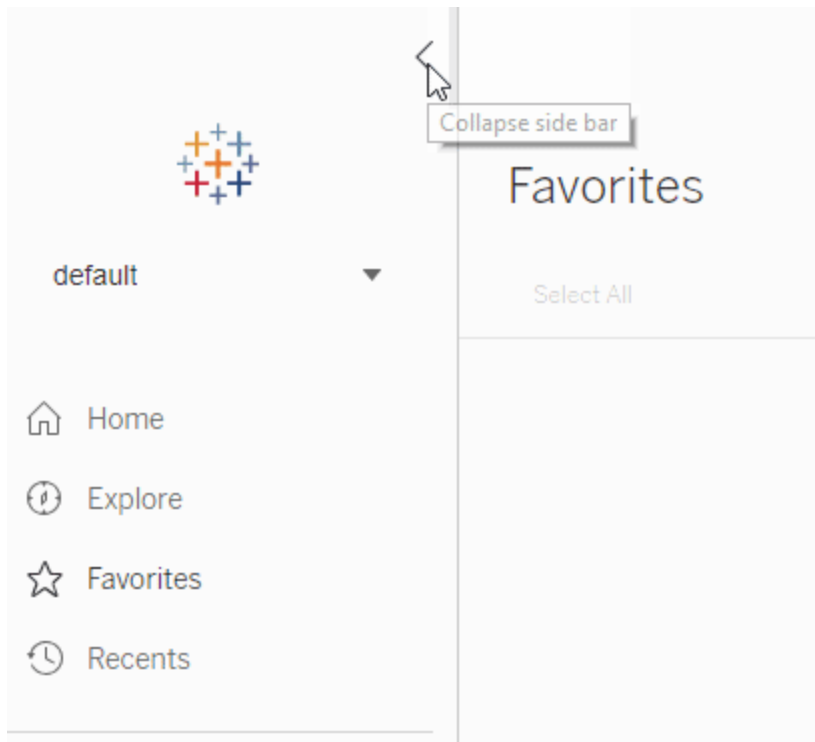 Collapse side bar
Favorites
default
Select All
Home
Explore
Favorites
Recents